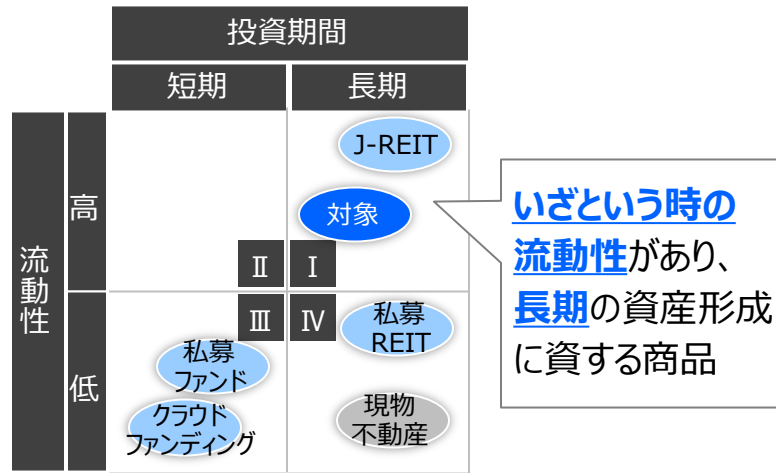 投資期間
短期
長期
流動性
高
低
J-REIT
対象
Ⅱ
Ⅰ
Ⅲ
Ⅳ
私募
REIT
私募
ファンド
クラウド
ファンディング
現物
不動産
いざという時の
流動性があり、
長期の資産形成
に資する商品